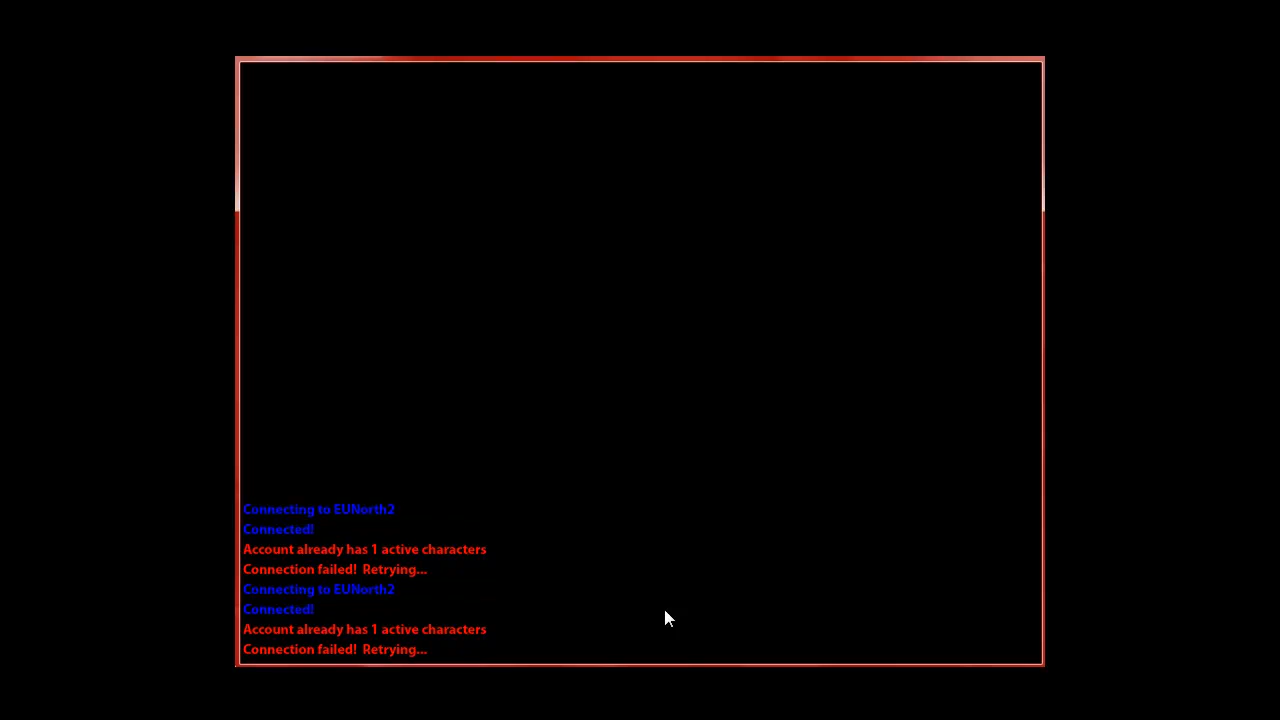 Connecting to EUNorth2
Connected!
Account already has 1 active characters
Connection failed!  Retrying...
Connecting to EUNorth2
Connected!
Account already has 1 active characters
Connection failed!  Retrying...